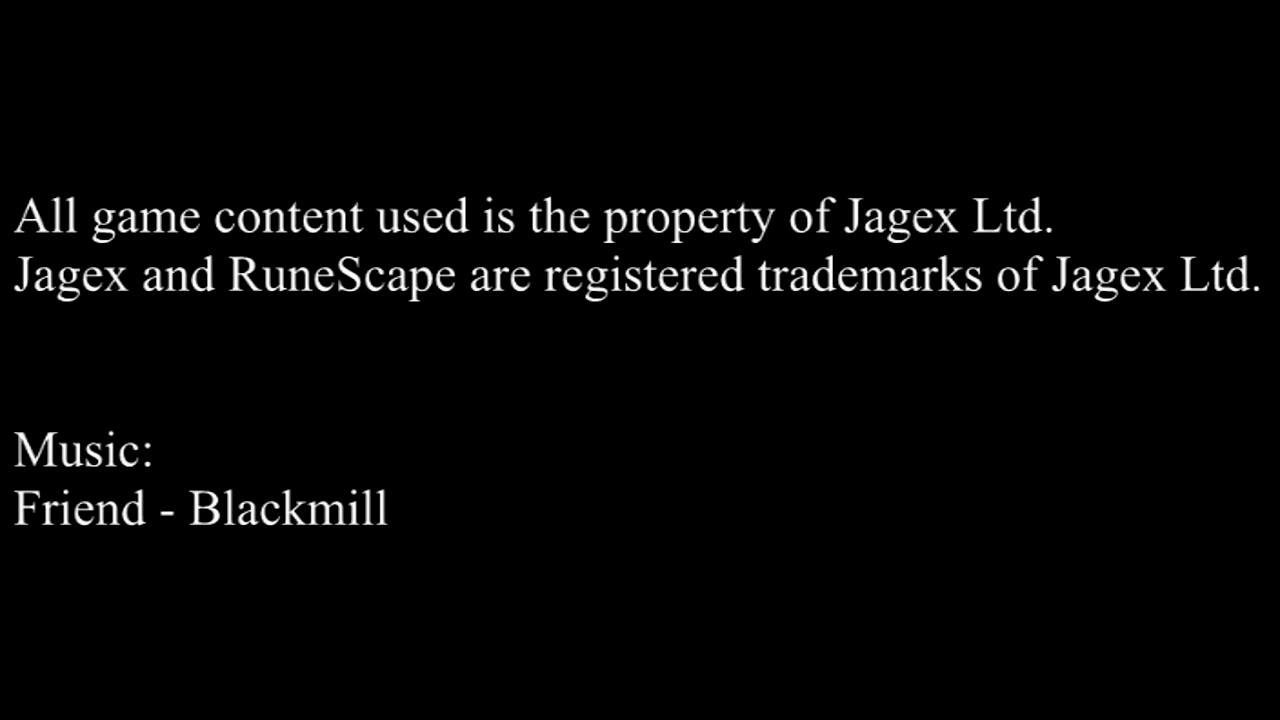 All game content used is the property of Jagex Ltd.
Jagex and RuneScape are registered trademarks of Jagex Ltd.
Music:
Friend - Blackmill